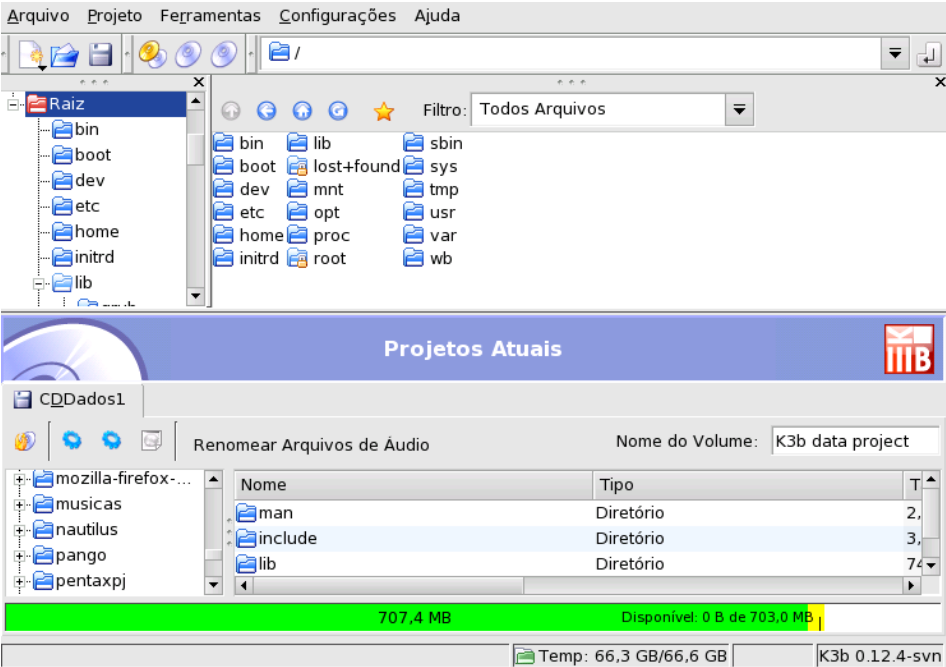 Arquivo Projeto Ferramentas Configurações Ajuda
/
Raiz
bin
boot
dev
etc
home
initrd
lib
Filtro: Todos Arquivos
bin lib sbin
boot lost+found sys
dev mnt tmp
etc opt usr
home proc var
initrd root wb
Projetos Atuais
K
B
CDDados1
Renomear Arquivos de Áudio
Nome do Volume: K3b data project
mozilla-firefox-...
musicas
nautilus
pango
pentaxpj
Nome Tipo T
man Diretório 2,
include Diretório 3,
lib Diretório 74
707,4 MB Disponível: 0 B de 703,0 MB
Temp: 66,3 GB/66,6 GB K3b 0.12.4-svn